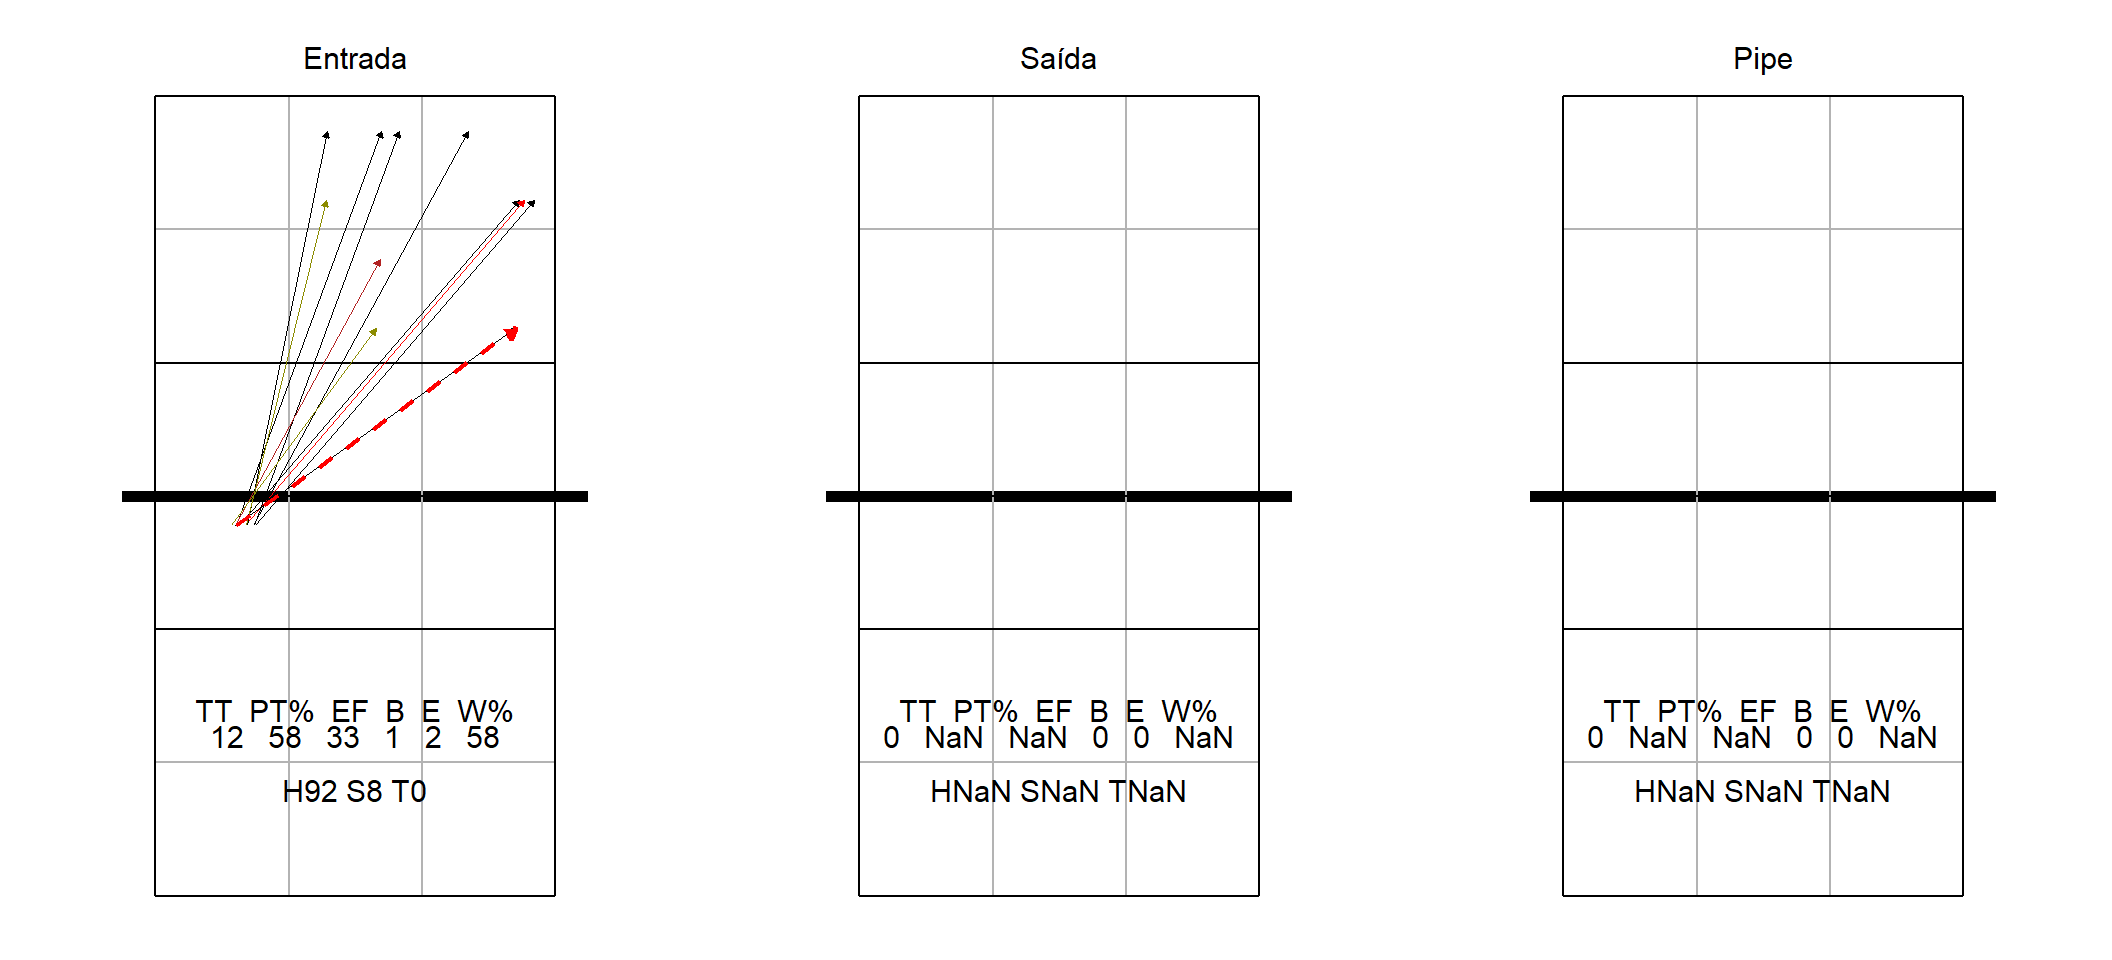 Entrada
TT PT% EF B E W%
12 58 33 1 2 58
H92 S8 T0
Saída
TT PT% EF B E W%
0 NaN NaN 0 0 NaN
HNaN SNaN TNaN
Pipe
TT PT% EF B E W%
0 NaN NaN 0 0 NaN
HNaN SNaN TNaN